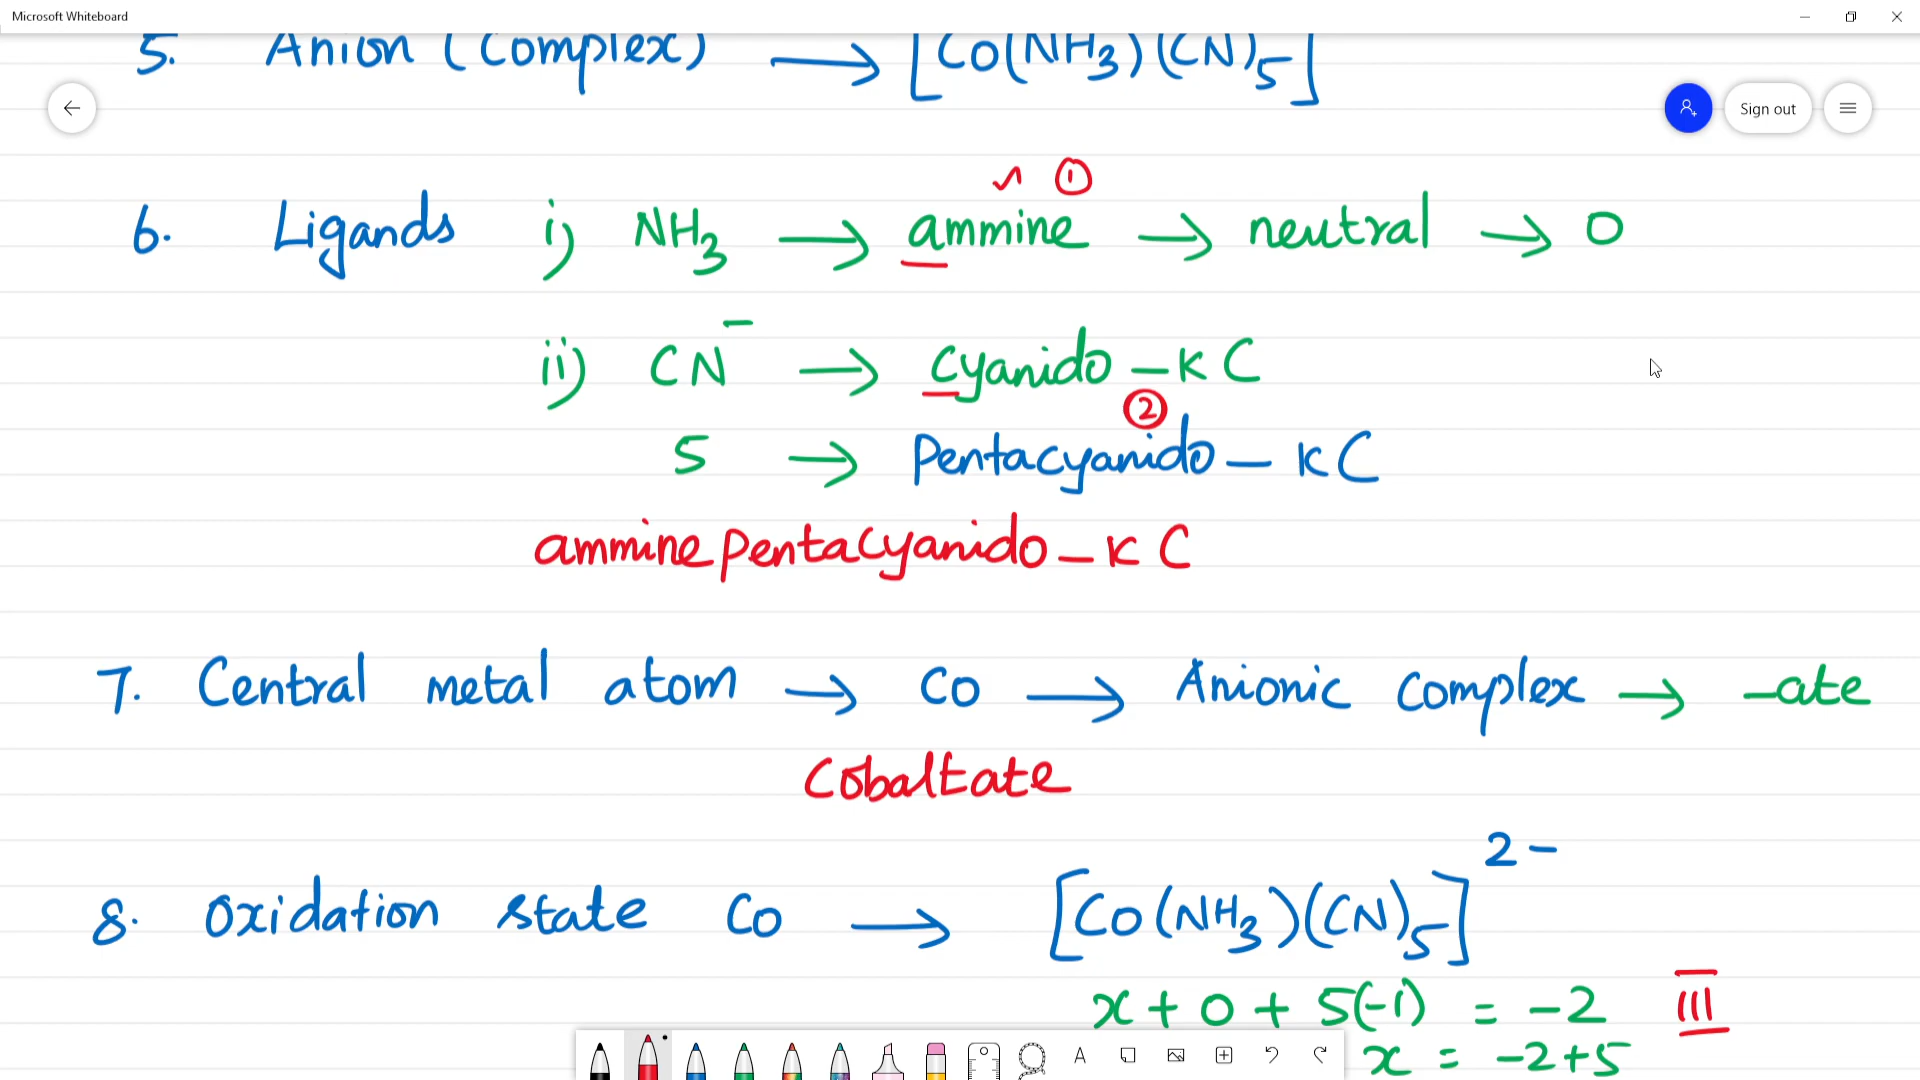 Microsoft Whiteboard
5. Anion (Complex) → [Co(NH3)(CN)5]
Sign out
①
6. Ligands i) NH3 → ammine → neutral → 0
ii) CN⁻ → Cyanido – κC
②
5 → Pentacyanido – κC
amminepentacyanido – κC
7. Central metal atom → Co → Anionic Complex → –ate
Cobaltate
8. Oxidation state Co → [Co(NH3)(CN)5]²⁻
x + 0 + 5(-1) = -2 III
x = -2+5
A